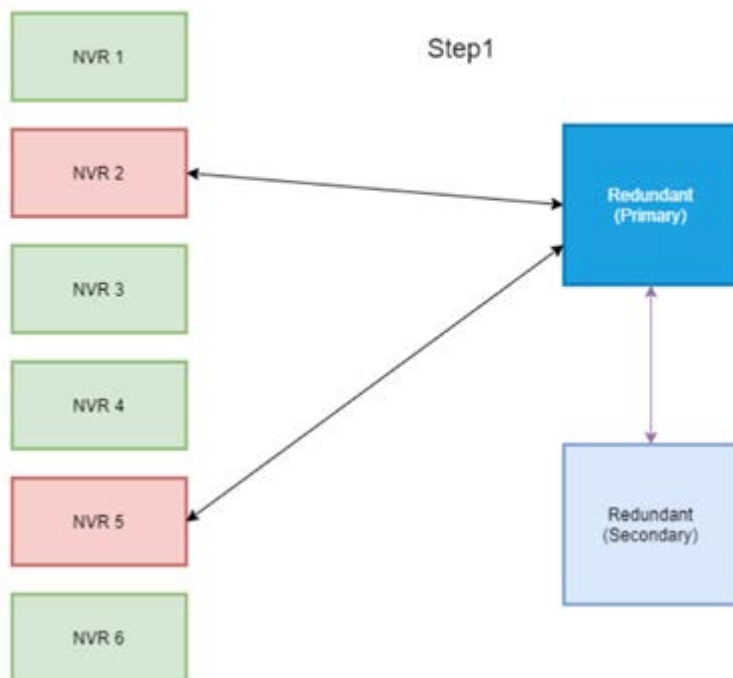 NVR 1
Step1
NVR 2
Redundant
(Primary)
NVR 3
NVR 4
NVR 5
Redundant
(Secondary)
NVR 6